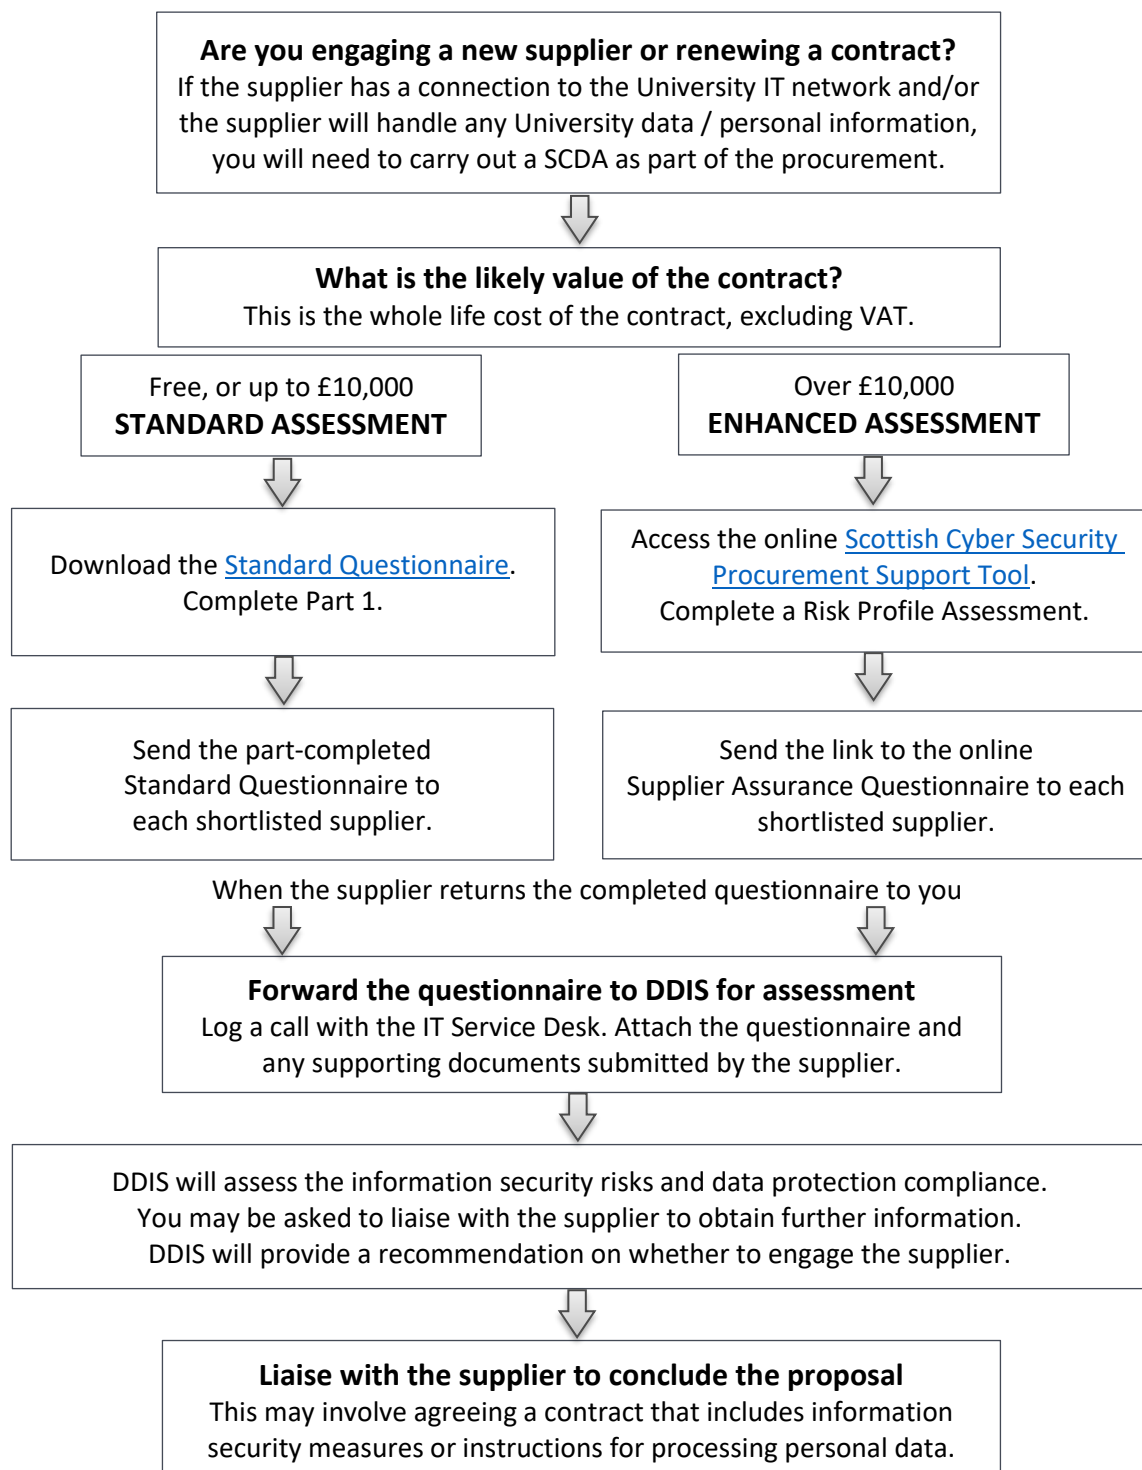 Are you engaging a new supplier or renewing a contract?
If the supplier has a connection to the University IT network and/or
the supplier will handle any University data / personal information,
you will need to carry out a SCDA as part of the procurement.
What is the likely value of the contract?
This is the whole life cost of the contract, excluding VAT.
Free, or up to £10,000
STANDARD ASSESSMENT
Over £10,000
ENHANCED ASSESSMENT
Download the Standard Questionnaire.
Complete Part 1.
Access the online Scottish Cyber Security
Procurement Support Tool.
Complete a Risk Profile Assessment.
Send the part-completed
Standard Questionnaire to
each shortlisted supplier.
Send the link to the online
Supplier Assurance Questionnaire to each
shortlisted supplier.
When the supplier returns the completed questionnaire to you
Forward the questionnaire to DDIS for assessment
Log a call with the IT Service Desk. Attach the questionnaire and
any supporting documents submitted by the supplier.
DDIS will assess the information security risks and data protection compliance.
You may be asked to liaise with the supplier to obtain further information.
DDIS will provide a recommendation on whether to engage the supplier.
Liaise with the supplier to conclude the proposal
This may involve agreeing a contract that includes information
security measures or instructions for processing personal data.